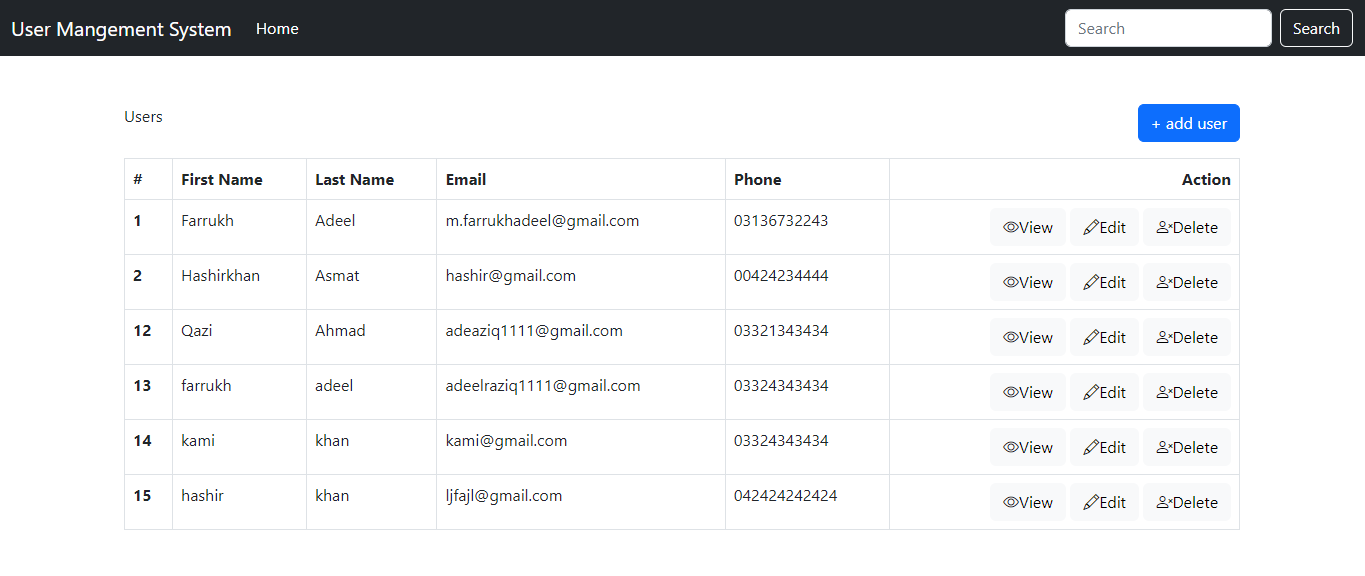 User Mangement System Home Search Search
Users + add user
# First Name Last Name Email Phone Action
1 Farrukh Adeel m.farrukhadeel@gmail.com 03136732243 View Edit Delete
2 Hashirkhan Asmat hashir@gmail.com 00424234444 View Edit Delete
12 Qazi Ahmad adeaziq1111@gmail.com 03321343434 View Edit Delete
13 farrukh adeel adeelraziq1111@gmail.com 03324343434 View Edit Delete
14 kami khan kami@gmail.com 03324343434 View Edit Delete
15 hashir khan ljfajl@gmail.com 042424242424 View Edit Delete